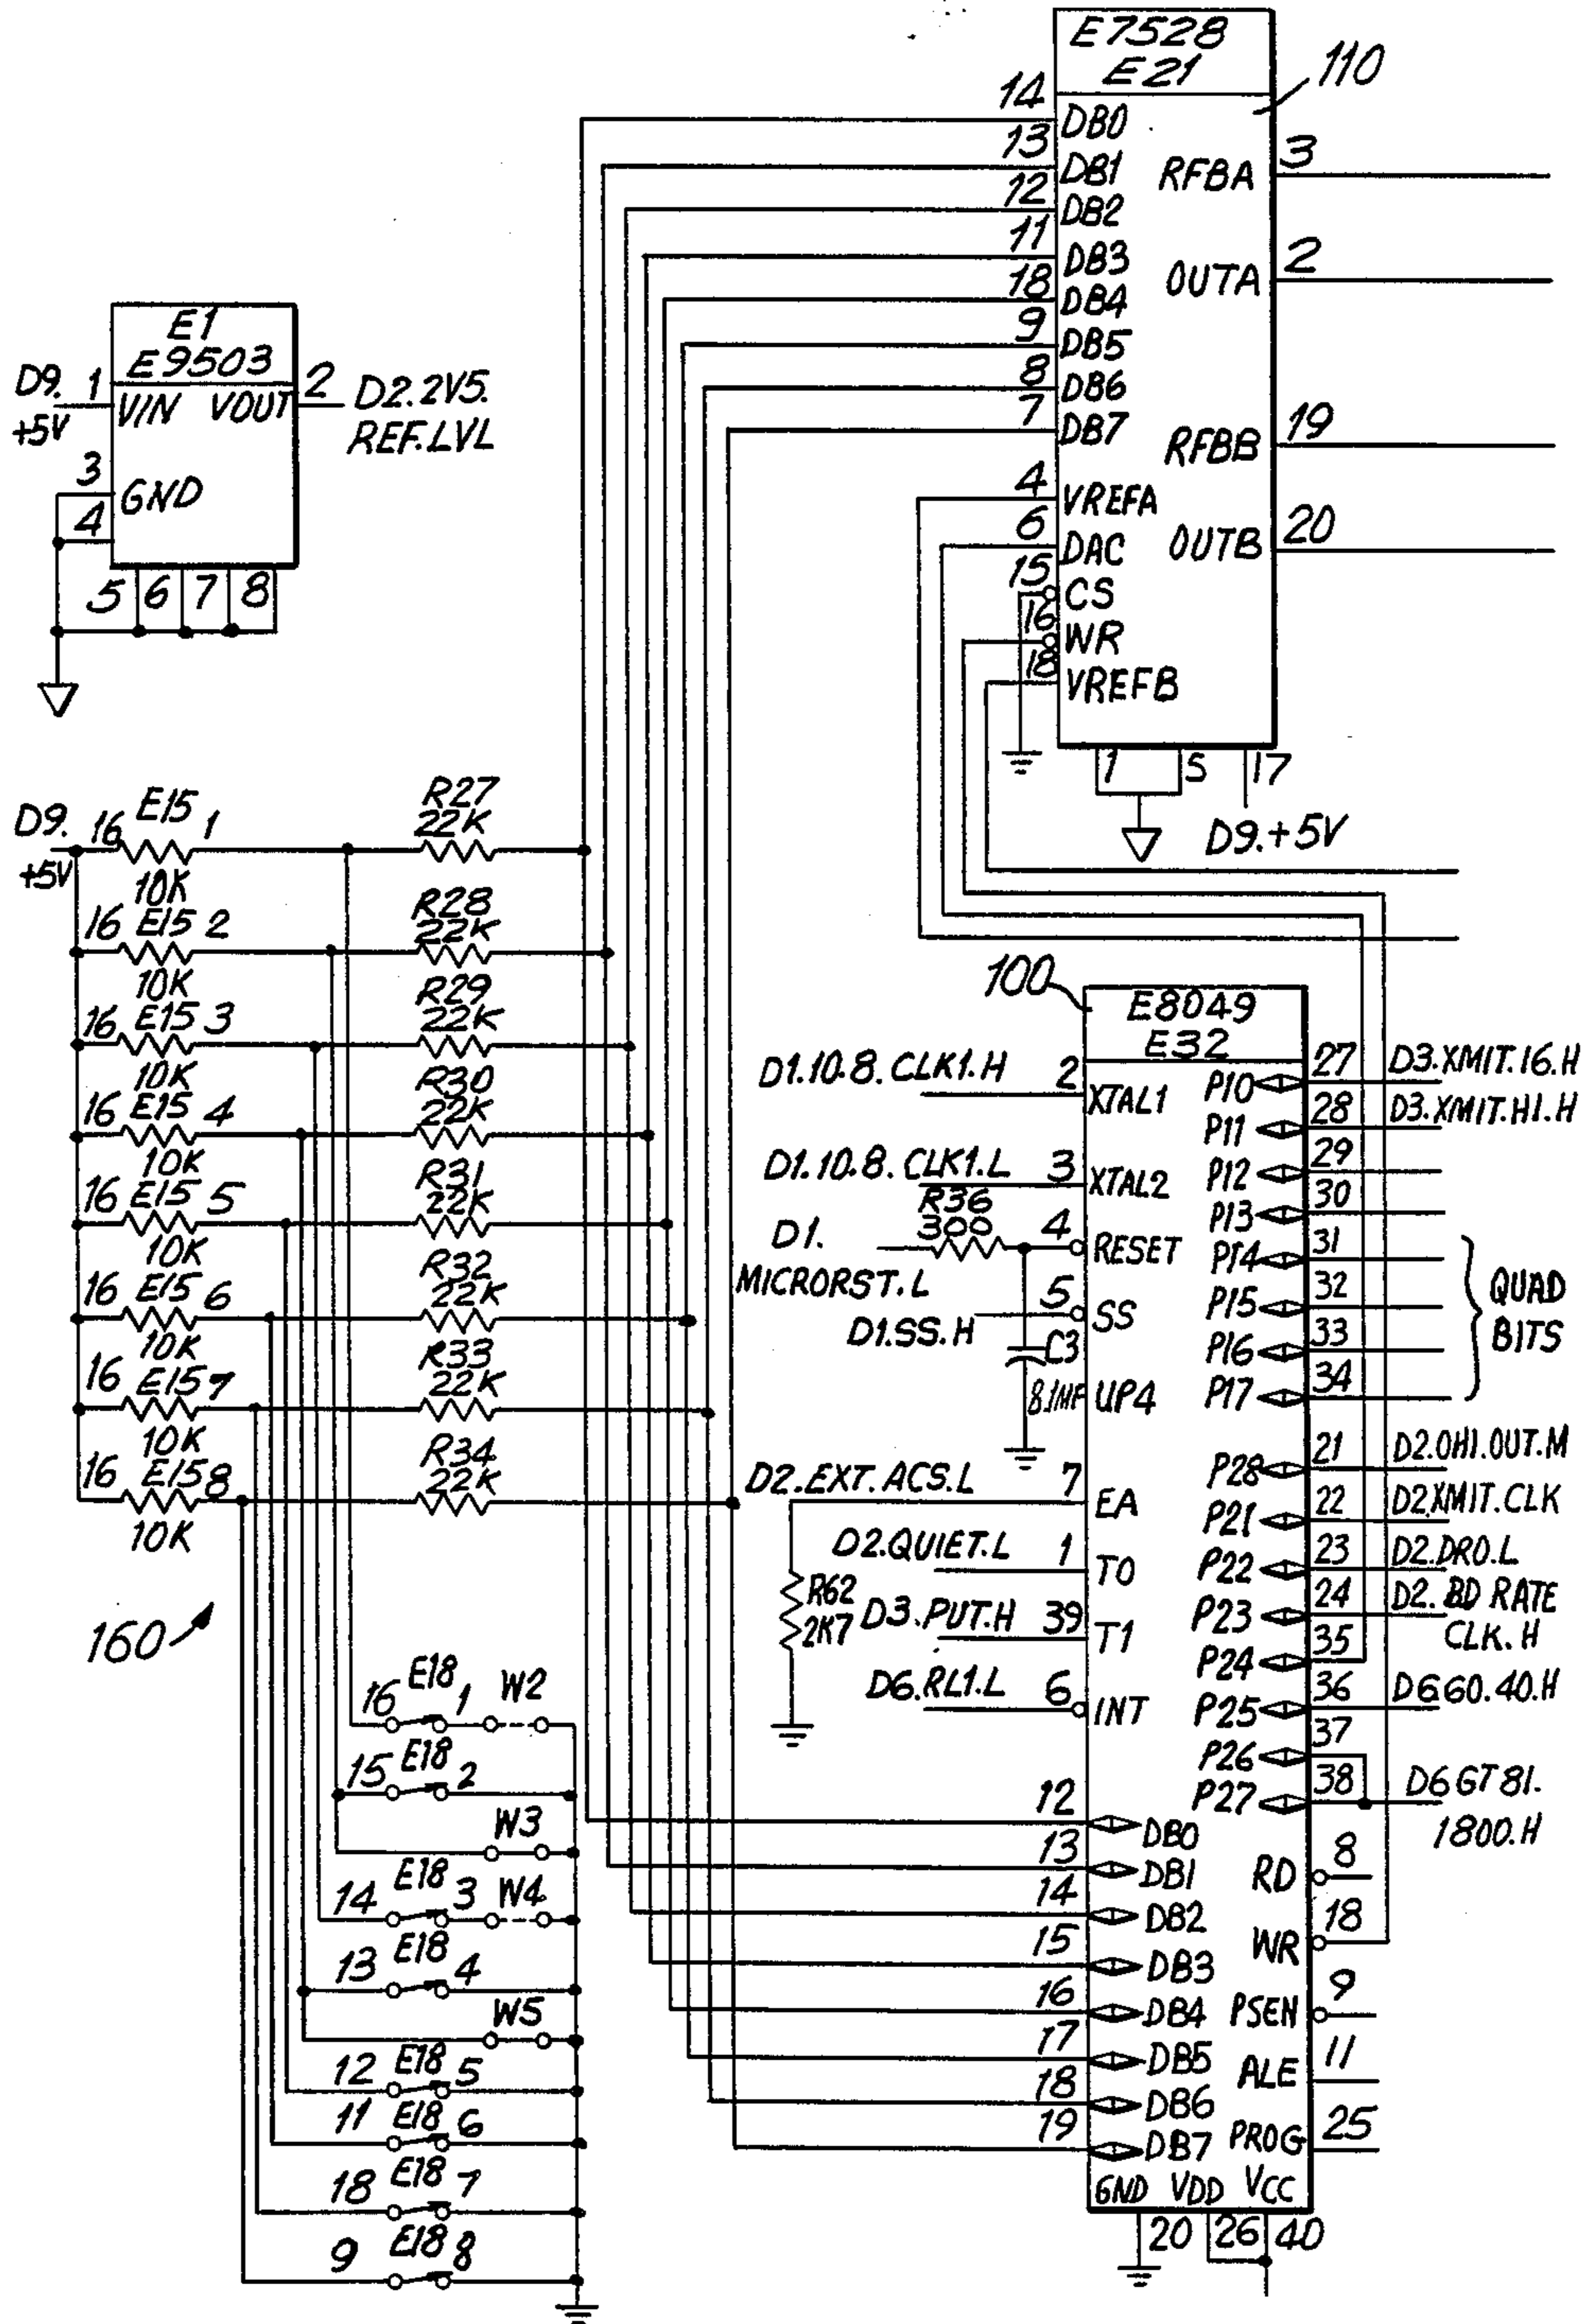 E7528
E21
110
14 DB0
13 DB1
12 DB2
11 DB3
18 DB4
9 DB5
8 DB6
7 DB7
4 VREFA
6 DAC
15 CS
16 WR
18 VREFB
RFBA 3
OUTA 2
RFBB 19
OUTB 20
1 5 17
D9.+5V
E1
E9503
D9. 1 VIN VOUT 2 D2.2V5.
+5V REF.LVL
3 GND
4
5 6 7 8
D9.
+5V
16 E15 1 R27
10K 22K
16 E15 2 R28
10K 22K
16 E15 3 R29
10K 22K
16 E15 4 R30
10K 22K
16 E15 5 R31
10K 22K
16 E15 6 R32
10K 22K
16 E15 7 R33
10K 22K
16 E15 8 R34
10K 22K
160
16 E18 1 W2
15 E18 2
W3
14 E18 3 W4
13 E18 4
W5
12 E18 5
11 E18 6
18 E18 7
9 E18 8
100
E8049
E32
D1.10.8.CLK1.H 2 XTAL1
D1.10.8.CLK1.L 3 XTAL2
R36
300
D1.
MICRORST.L
4 RESET
D1.SS.H 5 SS
C3
8.1MF
UP4
D2.EXT.ACS.L 7 EA
D2.QUIET.L 1 T0
R62
2K7
D3.PUT.H 39 T1
D6.RL1.L 6 INT
12 DB0
13 DB1
14 DB2
15 DB3
16 DB4
17 DB5
18 DB6
19 DB7
P10 27 D3.XMIT.16.H
P11 28 D3.XMIT.HI.H
P12 29
P13 30
P14 31
P15 32
P16 33
P17 34
QUAD
BITS
P28 21 D2.OHI.OUT.M
P21 22 D2.XMIT.CLK
P22 23 D2.DRO.L
P23 24 D2.BD RATE
CLK.H
P24 35
P25 36 D6.60.40.H
P26 37
P27 38 D6 GT 81.
1800.H
RD 8
WR 18
PSEN 9
ALE 11
PROG 25
GND VDD VCC
20 26 40